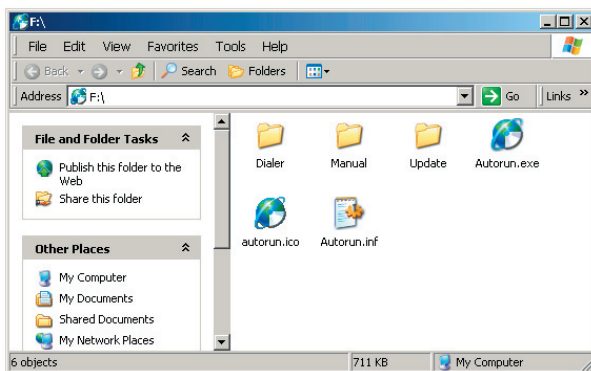 F:\
File Edit View Favorites Tools Help
Back Search Folders
Address F:\ Go Links »
File and Folder Tasks
Publish this folder to the
Web
Share this folder
Other Places
My Computer
My Documents
Shared Documents
My Network Places
Dialer Manual Update Autorun.exe
autorun.ico Autorun.inf
6 objects 711 KB My Computer